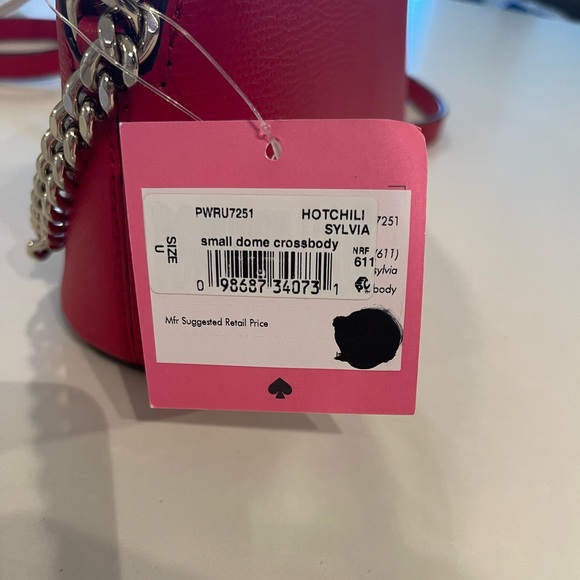 PWRU7251 HOTCHILI 7251
SYLVIA
small dome crossbody NRF 611)
SIZE U 611 sylvia
0 98687 34073 1 body
Mfr Suggested Retail Price